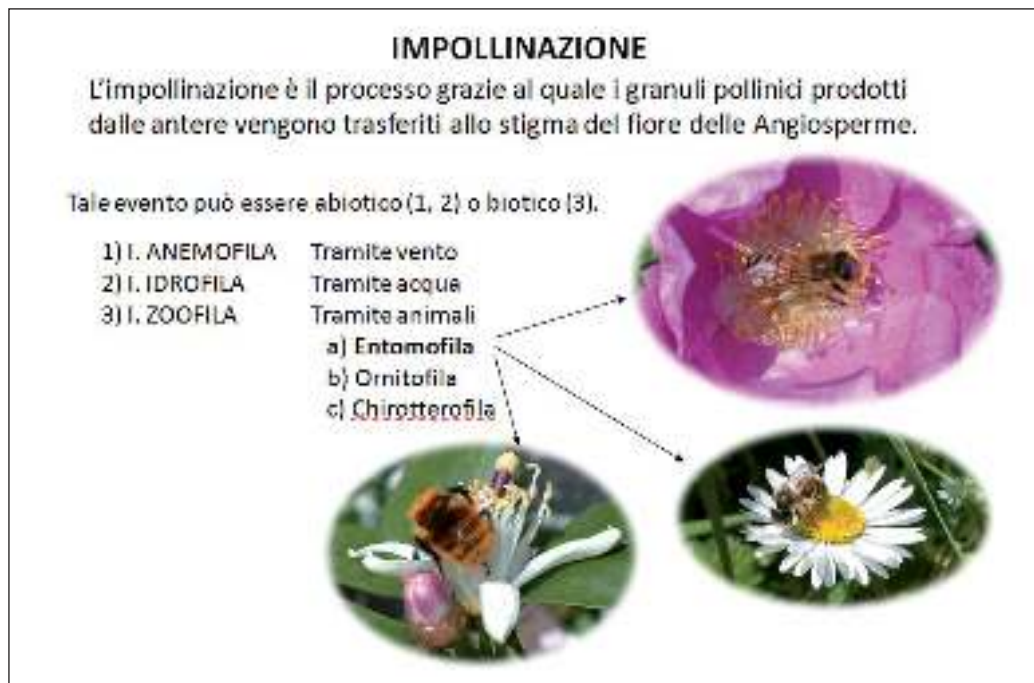 IMPOLLINAZIONE
L'impollinazione è il processo grazie al quale i granuli pollinici prodotti
dalle antere vengono trasferiti allo stigma del fiore delle Angiosperme.
Tale evento può essere abiotico (1, 2) o biotico (3).
1) I. ANEMOFILA Tramite vento
2) I. IDROFILA Tramite acqua
3) I. ZOOFILA Tramite animali
a) Entomofila
b) Ornitofila
c) Chirotterofila